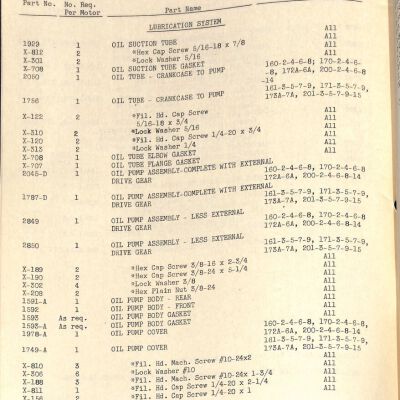 Part No. No. Req. Part Name
Per Motor
LUBRICATION SYSTEM All
1929 1 OIL SUCTION TUBE All
X-812 2 *Hex Cap Screw 5/16-18 x 7/8 All
X-301 2 *Lock Washer 5/16 All
X-708 1 OIL SUCTION TUBE GASKET 160-2-4-6-8, 170-2-4-6-
2050 1 OIL TUBE - CRANKCASE TO PUMP -8, 172A-6A, 200-2-4-6-8
-14
1756 1 OIL TUBE - CRANKCASE TO PUMP 161-3-5-7-9, 171-3-5-7-9,
173A-7A, 201-3-5-7-9-15
X-122 2 *Fil. Hd. Cap Screw All
5/16-18 x 3/4
X-310 2 *Lock Washer 5/16 All
X-120 2 *Fil. Hd. Cap Screw 1/4-20 x 3/4 All
X-313 2 *Lock Washer 1/4 All
X-708 1 OIL TUBE ELBOW GASKET All
X-707 1 OIL TUBE FLANGE GASKET All
2045-D 1 OIL PUMP ASSEMBLY-COMPLETE WITH EXTERNAL 160-2-4-6-8, 170-2-4-6-8
DRIVE GEAR 172A-6A, 200-2-4-6-8-14
1787-D 1 OIL PUMP ASSEMBLY-COMPLETE WITH EXTERNAL 161-3-5-7-9, 171-3-5-7-9,
DRIVE GEAR 173A-7A, 201-3-5-7-9-15
2849 1 OIL PUMP ASSEMBLY - LESS EXTERNAL 160-2-4-6-8, 170-2-4-6-8
DRIVE GEAR 172A-6A, 200-2-4-6-8-14
2850 1 OIL PUMP ASSEMBLY - LESS EXTERNAL 161-3-5-7-9, 171-3-5-7-9,
DRIVE GEAR 173A-7A, 201-3-5-7-9-15
X-189 2 *Hex Cap Screw 3/8-16 x 2-3/4 All
X-190 2 *Hex Cap Screw 3/8-24 x 5-1/4 All
X-302 4 *Lock Washer 3/8 All
X-208 2 *Hex Plain Nut 3/8-24 All
1591-A 1 OIL PUMP BODY - REAR All
1592 1 OIL PUMP BODY - FRONT All
1593 As req. OIL PUMP BODY GASKET All
1593-A As req. OIL PUMP BODY GASKET All
1978-A 1 OIL PUMP COVER 160-2-4-6-8, 170-2-4-6-8,
172A-6A, 200-2-4-6-8-14
1749-A 1 OIL PUMP COVER 161-3-5-7-9, 171-3-5-7-9,
173A-7A, 201-3-5-7-9-15
X-810 3 *Fil. Hd. Mach. Screw #10-24x2 All
X-306 6 *Lock Washer #10 All
X-188 3 *Fil. Hd. Mach. Screw #10-24x 1-3/4 All
X-811 1 *Fil. Hd. Cap Screw 1/4-20 x 2-1/4 All
X-156 2 *Fil. Hd. Cap Screw 1/4-20 x 1 All